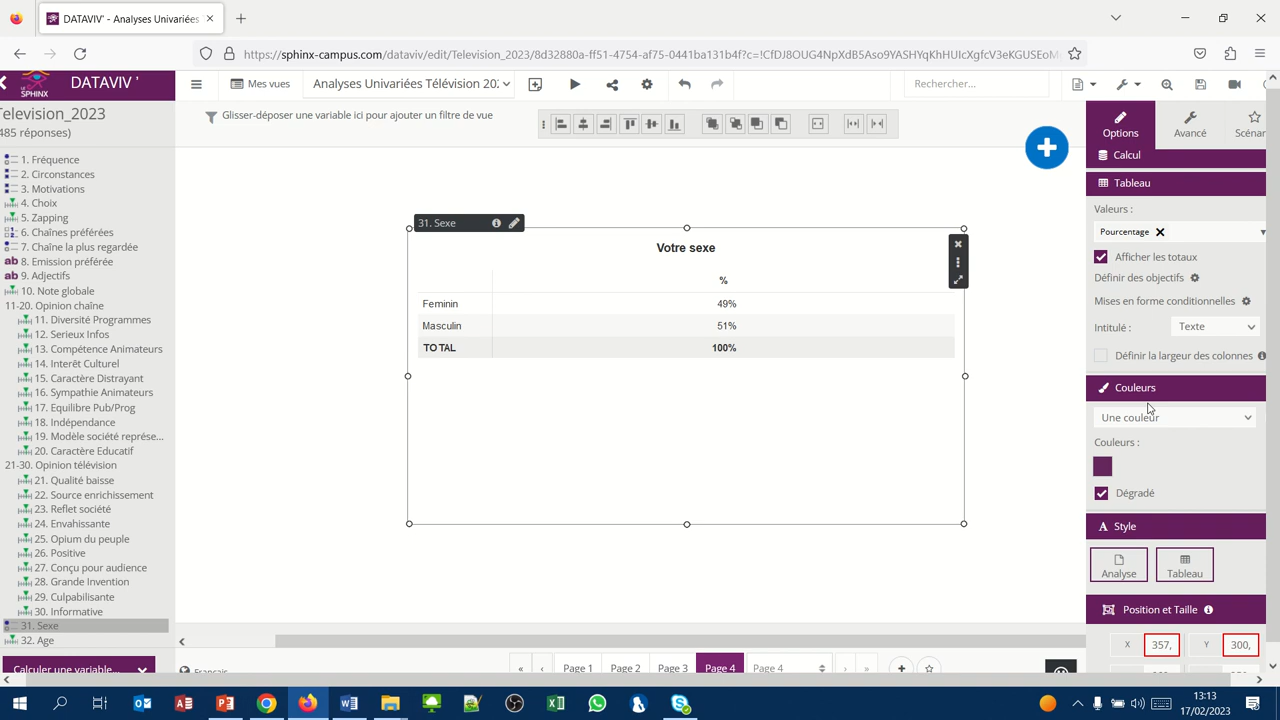 DATAVIV' - Analyses Univariées
https://sphinx-campus.com/dataviv/edit/Television_2023/8d32880a-ff51-4754-af75-0441ba131b4f?c=!CfDJ8OUG4NpXdB5Aso9YASHYqKhHUIcXgfcV3eKGUSEoM
LE SPHINX
DATAVIV '
Mes vues
Analyses Univariées Télévision 202
Rechercher...
Television_2023
485 réponses)
Glisser-déposer une variable ici pour ajouter un filtre de vue
1. Fréquence
2. Circonstances
3. Motivations
4. Choix
5. Zapping
6. Chaînes préférées
7. Chaîne la plus regardée
8. Emission préférée
9. Adjectifs
10. Note globale
11-20. Opinion chaîne
11. Diversité Programmes
12. Serieux Infos
13. Compétence Animateurs
14. Interêt Culturel
15. Caractère Distrayant
16. Sympathie Animateurs
17. Equilibre Pub/Prog
18. Indépendance
19. Modèle société représe...
20. Caractère Educatif
21-30. Opinion télévision
21. Qualité baisse
22. Source enrichissement
23. Reflet société
24. Envahissante
25. Opium du peuple
26. Positive
27. Conçu pour audience
28. Grande Invention
29. Culpabilisante
30. Informative
31. Sexe
32. Age
Calculer une variable
31. Sexe
Votre sexe
%
Feminin 49%
Masculin 51%
TOTAL 100%
Français
« ‹ Page 1 Page 2 Page 3 Page 4 Page 4 › »
Options
Avancé
Scénar
Calcul
Tableau
Valeurs :
Pourcentage
Afficher les totaux
Définir des objectifs
Mises en forme conditionnelles
Intitulé : Texte
Définir la largeur des colonnes
Couleurs
Une couleur
Couleurs :
Dégradé
Style
Analyse
Tableau
Position et Taille
X 357, Y 300,
13:13
17/02/2023